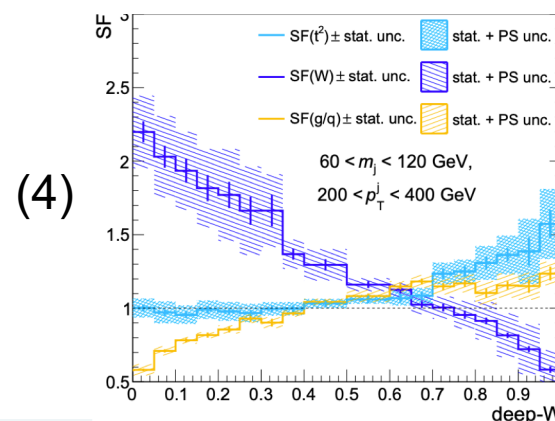 (4)
SF
3
2.5
2
1.5
1
0.5
SF(t²) ± stat. unc. stat. + PS unc.
SF(W) ± stat. unc. stat. + PS unc.
SF(g/q) ± stat. unc. stat. + PS unc.
60 < mⱼ < 120 GeV,
200 < pʲ_T < 400 GeV
0 0.1 0.2 0.3 0.4 0.5 0.6 0.7 0.8 0.9
deep-W